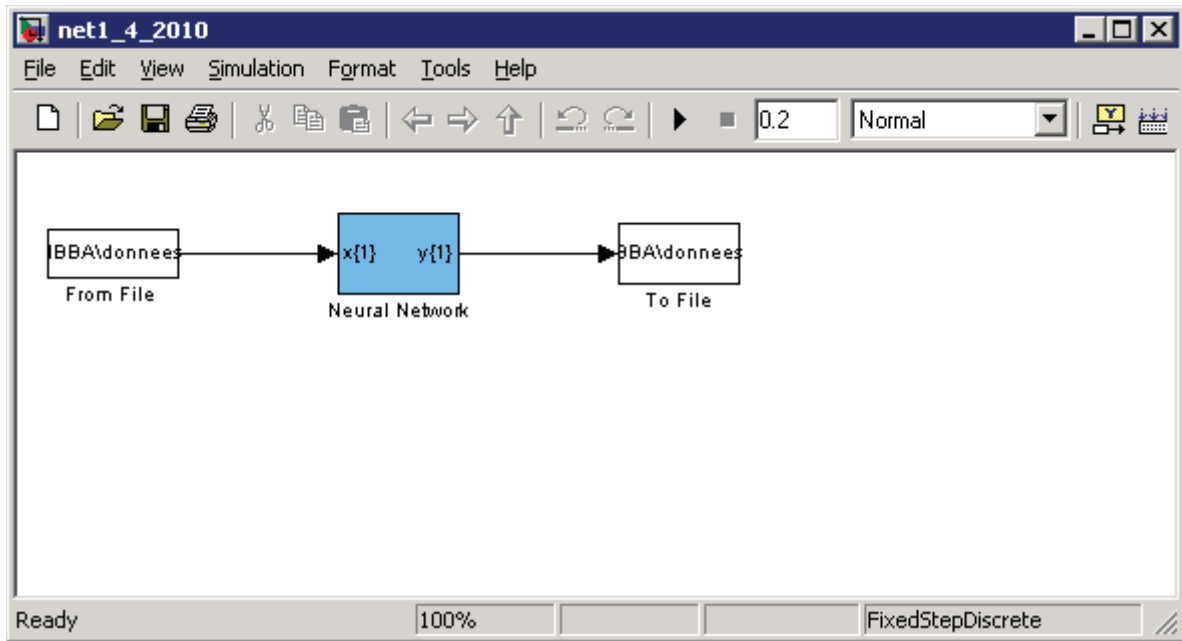 net1_4_2010
File Edit View Simulation Format Tools Help
0.2 Normal
IBBA\donnees x{1} y{1} BBA\donnees
From File Neural Network To File
Ready 100% FixedStepDiscrete